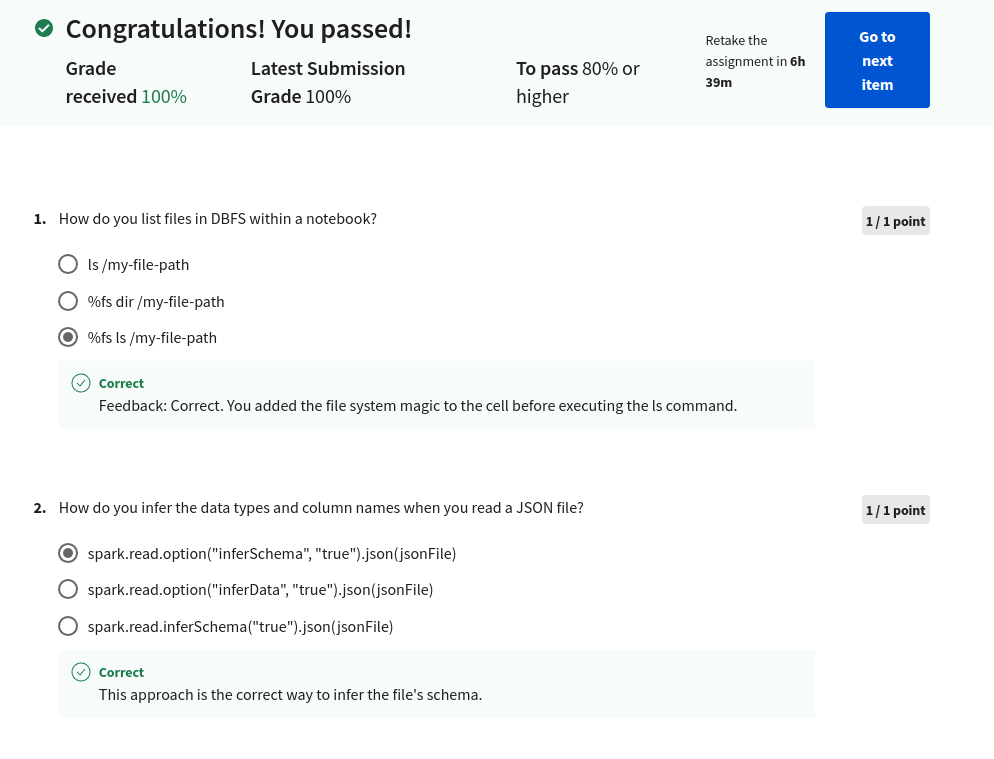 Congratulations! You passed!
Grade
received 100%
Latest Submission
Grade 100%
To pass 80% or
higher
Retake the
assignment in 6h
39m
Go to
next
item
1. How do you list files in DBFS within a notebook?
1 / 1 point
ls /my-file-path
%fs dir /my-file-path
%fs ls /my-file-path
Correct
Feedback: Correct. You added the file system magic to the cell before executing the ls command.
2. How do you infer the data types and column names when you read a JSON file?
1 / 1 point
spark.read.option("inferSchema", "true").json(jsonFile)
spark.read.option("inferData", "true").json(jsonFile)
spark.read.inferSchema("true").json(jsonFile)
Correct
This approach is the correct way to infer the file's schema.